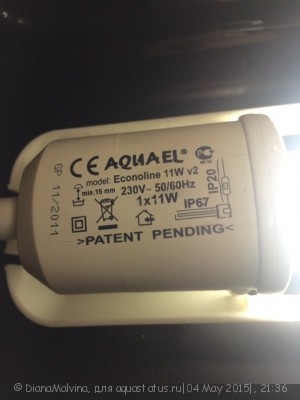 CE AQUAEL®
model: Econoline 11W v2
min.15 mm 230V~ 50/60Hz
1x11W
IP67
IP20
>PATENT PENDING<
GP 11/2011
© DianaMalvina, для aquastatus.ru| 04 May 2015| , 21:36